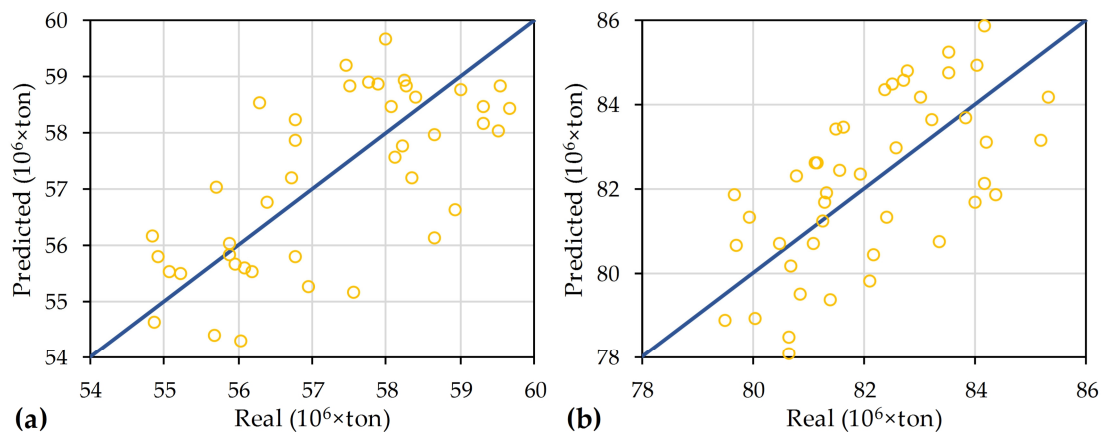 60
59
58
57
56
55
54
Predicted (10⁶×ton)
54 55 56 57 58 59 60
Real (10⁶×ton)
(a)
86
84
82
80
78
Predicted (10⁶×ton)
78 80 82 84 86
Real (10⁶×ton)
(b)